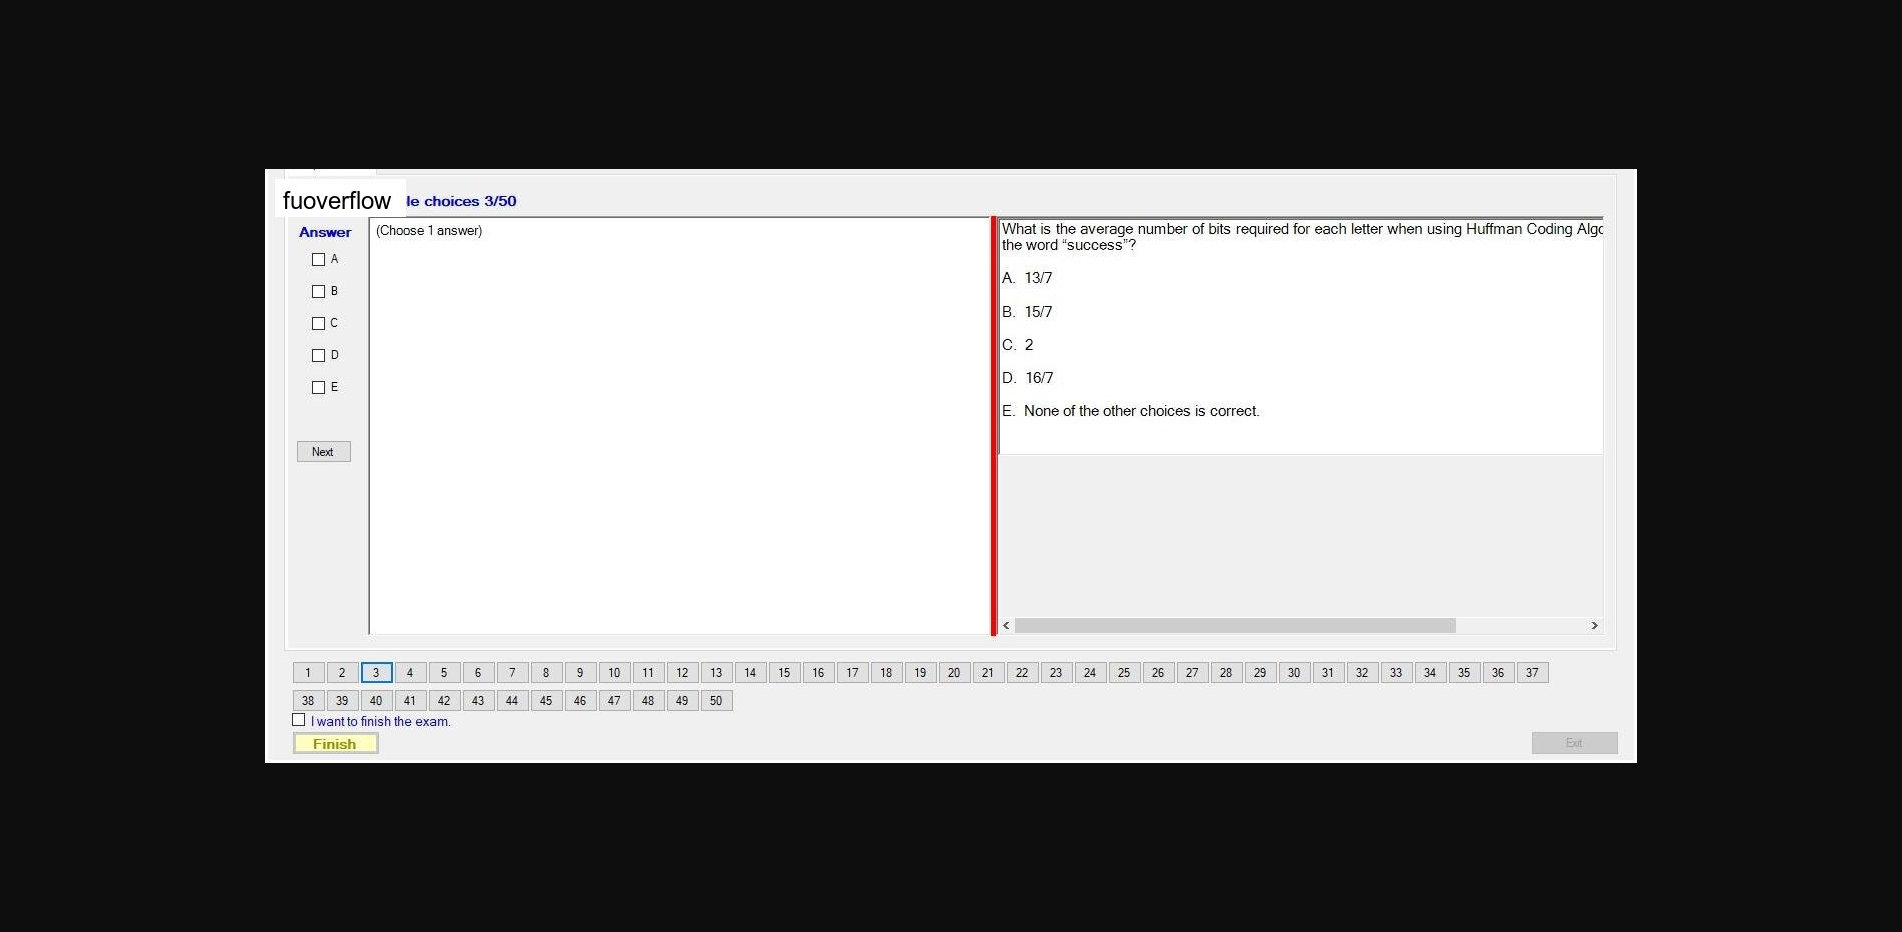 fuoverflow le choices 3/50
Answer
A
B
C
D
E
Next
(Choose 1 answer)
What is the average number of bits required for each letter when using Huffman Coding Algo
the word “success”?
A. 13/7
B. 15/7
C. 2
D. 16/7
E. None of the other choices is correct.
1 2 3 4 5 6 7 8 9 10 11 12 13 14 15 16 17 18 19 20 21 22 23 24 25 26 27 28 29 30 31 32 33 34 35 36 37
38 39 40 41 42 43 44 45 46 47 48 49 50
I want to finish the exam.
Finish
Exit